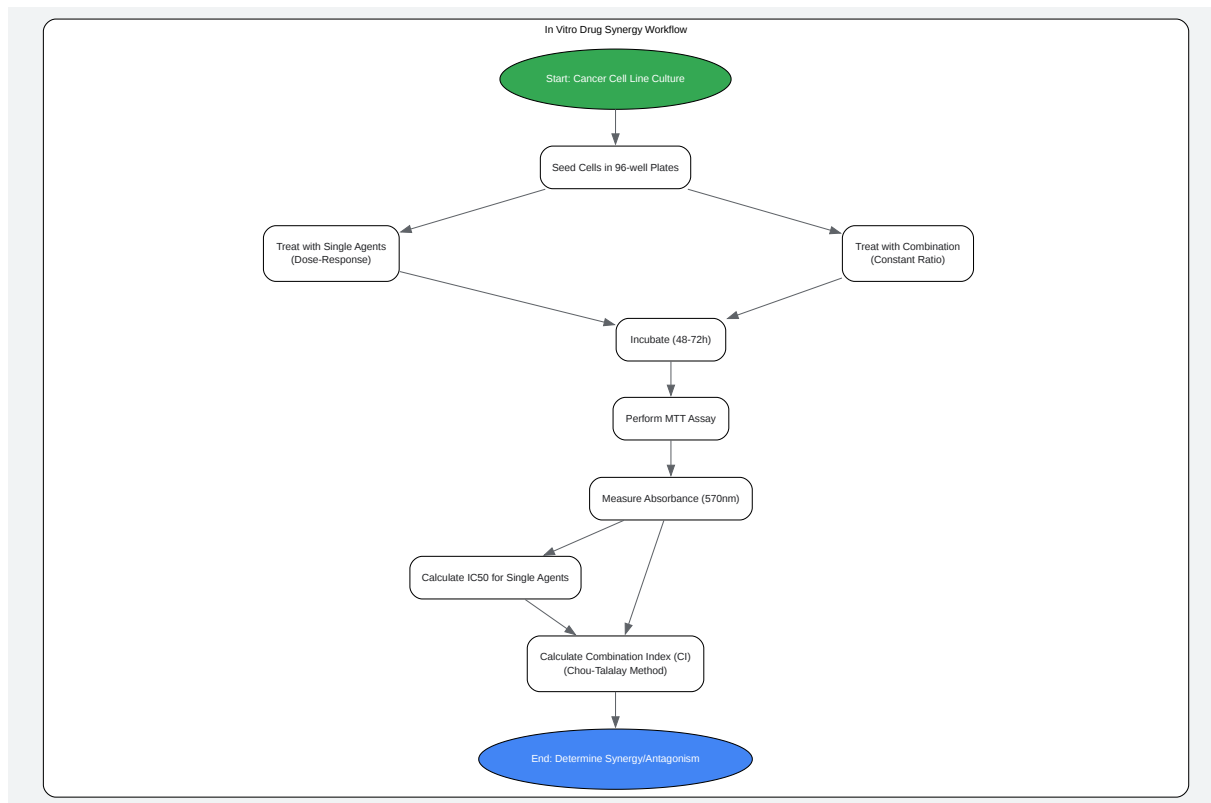 In Vitro Drug Synergy Workflow
Start: Cancer Cell Line Culture
Seed Cells in 96-well Plates
Treat with Single Agents
(Dose-Response)
Treat with Combination
(Constant Ratio)
Incubate (48-72h)
Perform MTT Assay
Measure Absorbance (570nm)
Calculate IC50 for Single Agents
Calculate Combination Index (CI)
(Chou-Talalay Method)
End: Determine Synergy/Antagonism